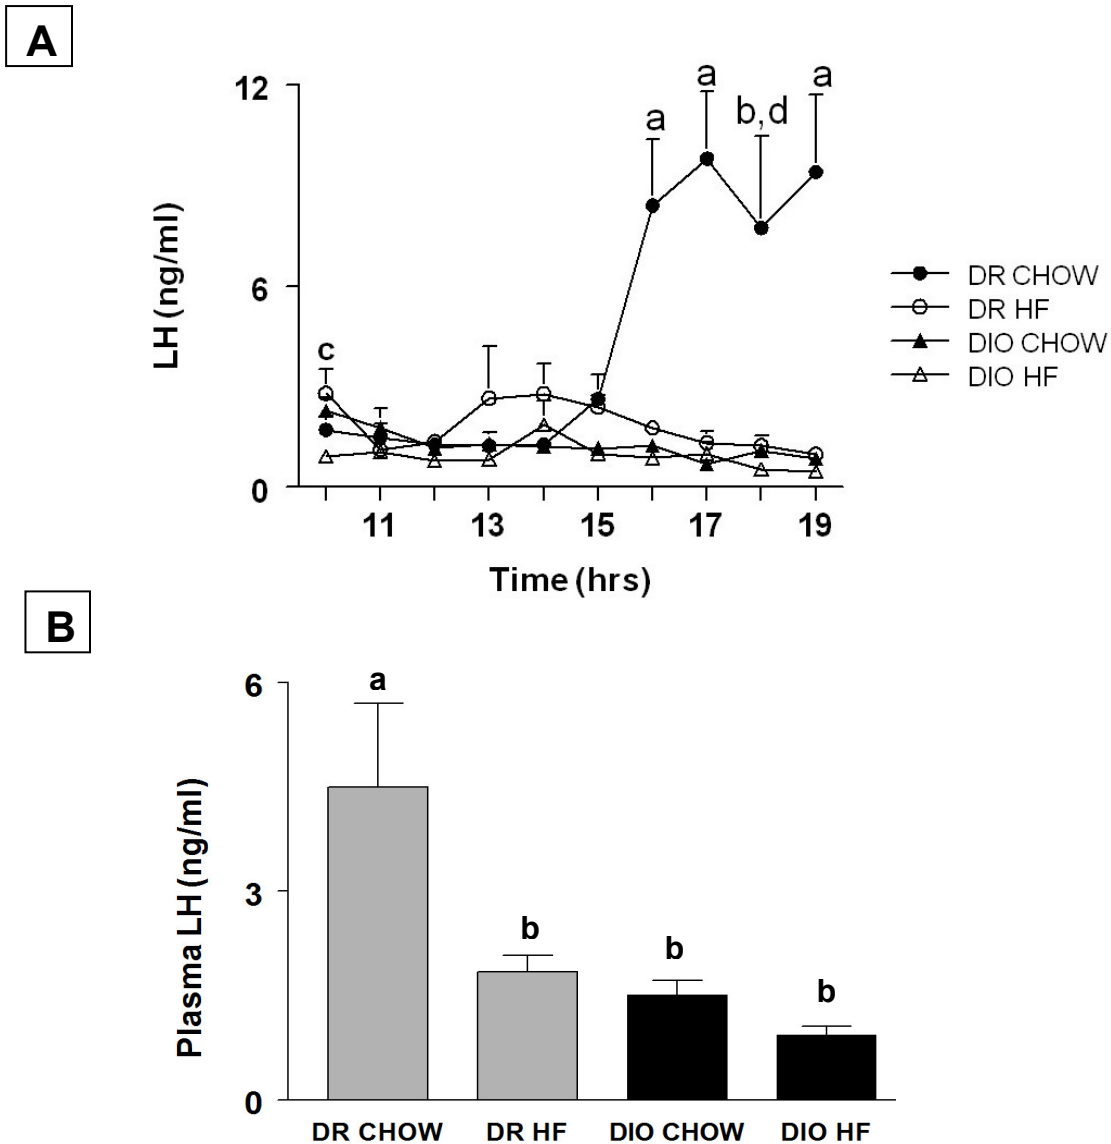 A
12
a
a
a
b,d
LH (ng/ml)
6
DR CHOW
DR HF
DIO CHOW
DIO HF
c
0
11 13 15 17 19
Time (hrs)
B
6
a
Plasma LH (ng/ml)
3
b
b
b
0
DR CHOW DR HF DIO CHOW DIO HF